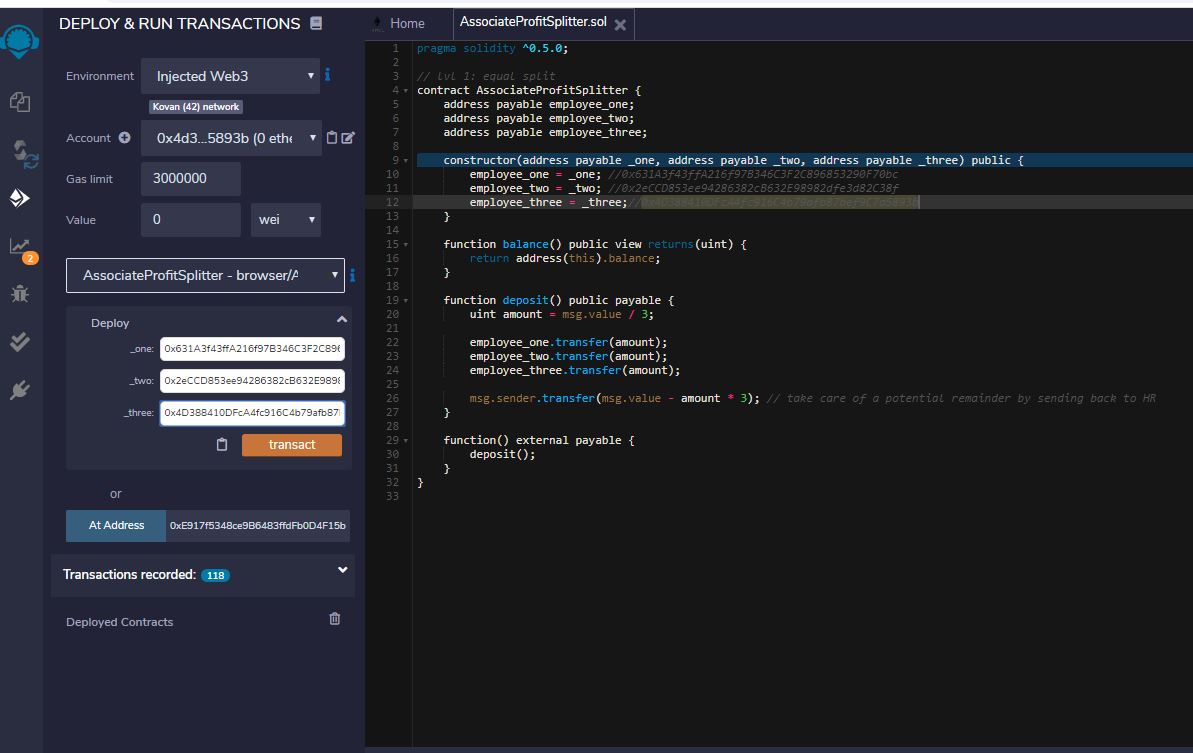 DEPLOY & RUN TRANSACTIONS
Home
AssociateProfitSplitter.sol
Environment
Injected Web3
Kovan (42) network
Account
0x4d3...5893b (0 ethe
Gas limit
3000000
Value
0
wei
2
AssociateProfitSplitter - browser/A
Deploy
_one:
0x631A3f43ffA216f97B346C3F2C896
_two:
0x2eCCD853ee94286382cB632E9898
_three:
0x4D388410DFcA4fc916C4b79afb87
transact
or
At Address
0xE917f5348ce9B6483ffdFb0D4F15b
Transactions recorded: 118
Deployed Contracts
1 pragma solidity ^0.5.0;
2
3 // lvl 1: equal split
4 contract AssociateProfitSplitter {
5 address payable employee_one;
6 address payable employee_two;
7 address payable employee_three;
8
9 constructor(address payable _one, address payable _two, address payable _three) public {
10 employee_one = _one; //0x631A3f43ffA216f97B346C3F2C896853290F70bc
11 employee_two = _two; //0x2eCCD853ee94286382cB632E98982dfe3d82C38f
12 employee_three = _three;//
13 }
14
15 function balance() public view returns(uint) {
16 return address(this).balance;
17 }
18
19 function deposit() public payable {
20 uint amount = msg.value / 3;
21
22 employee_one.transfer(amount);
23 employee_two.transfer(amount);
24 employee_three.transfer(amount);
25
26 msg.sender.transfer(msg.value - amount * 3); // take care of a potential remainder by sending back to HR
27 }
28
29 function() external payable {
30 deposit();
31 }
32 }
33